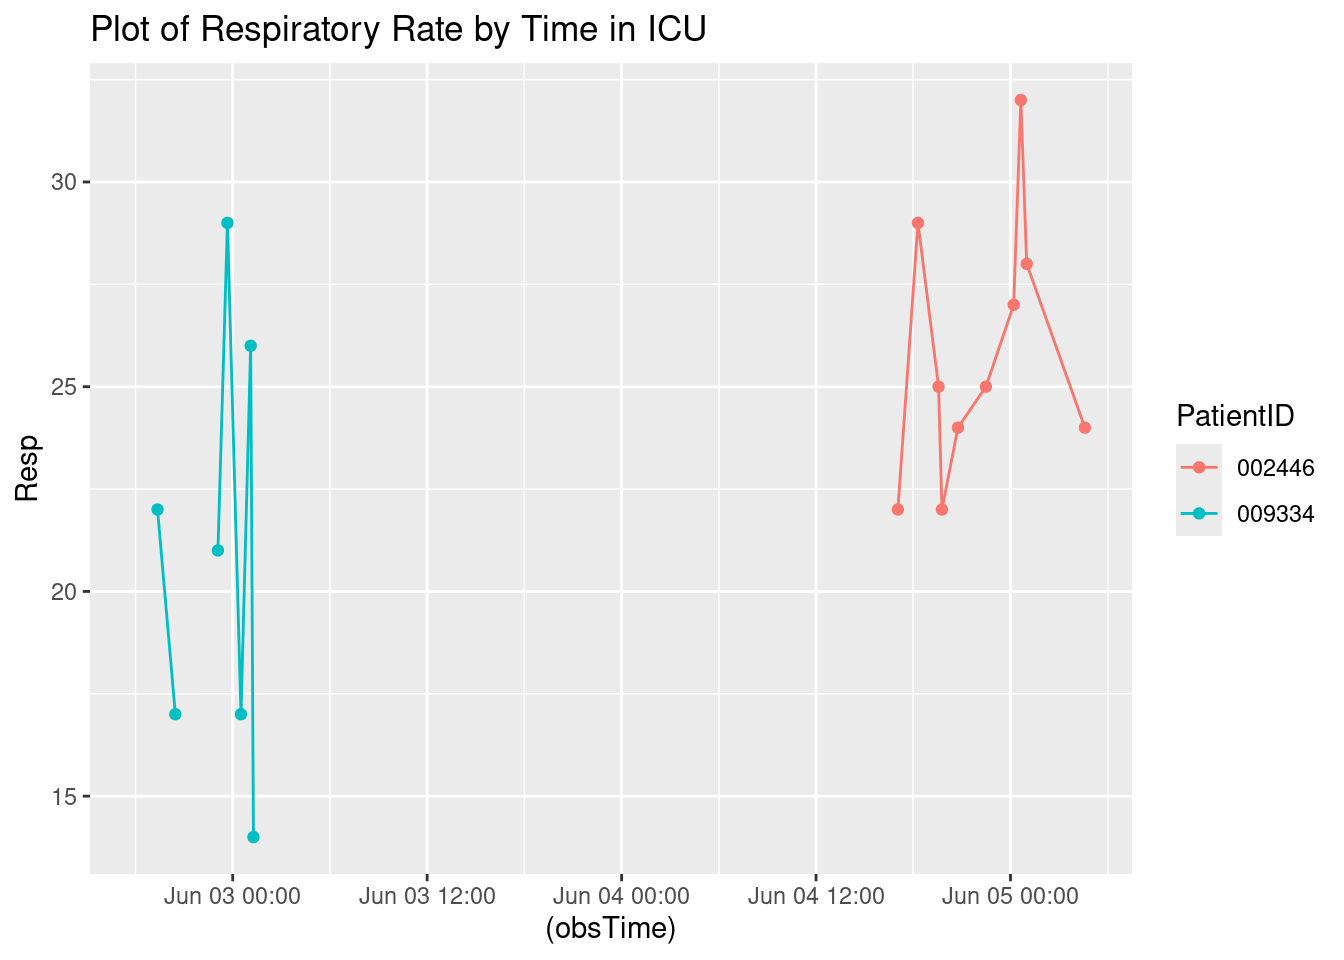 Plot of Respiratory Rate by Time in ICU
30
25
20
15
Resp
Jun 03 00:00
Jun 03 12:00
Jun 04 00:00
Jun 04 12:00
Jun 05 00:00
(obsTime)
PatientID
002446
009334